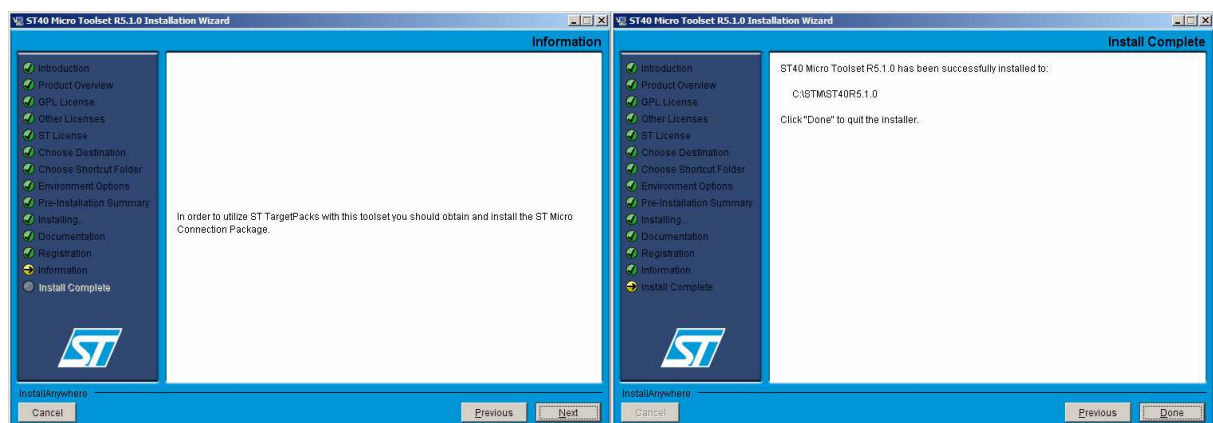 ST40 Micro Toolset R5.1.0 Installation Wizard
Information
Introduction
Product Overview
GPL License
Other Licenses
ST License
Choose Destination
Choose Shortcut Folder
Environment Options
Pre-Installation Summary
Installing...
Documentation
Registration
Information
Install Complete
In order to utilize ST TargetPacks with this toolset you should obtain and install the ST Micro
Connection Package.
ST
InstallAnywhere
Cancel
Previous
Next
ST40 Micro Toolset R5.1.0 Installation Wizard
Install Complete
Introduction
Product Overview
GPL License
Other Licenses
ST License
Choose Destination
Choose Shortcut Folder
Environment Options
Pre-Installation Summary
Installing...
Documentation
Registration
Information
Install Complete
ST40 Micro Toolset R5.1.0 has been successfully installed to:
C:\STM\ST40R5.1.0
Click "Done" to quit the installer.
ST
InstallAnywhere
Cancel
Previous
Done